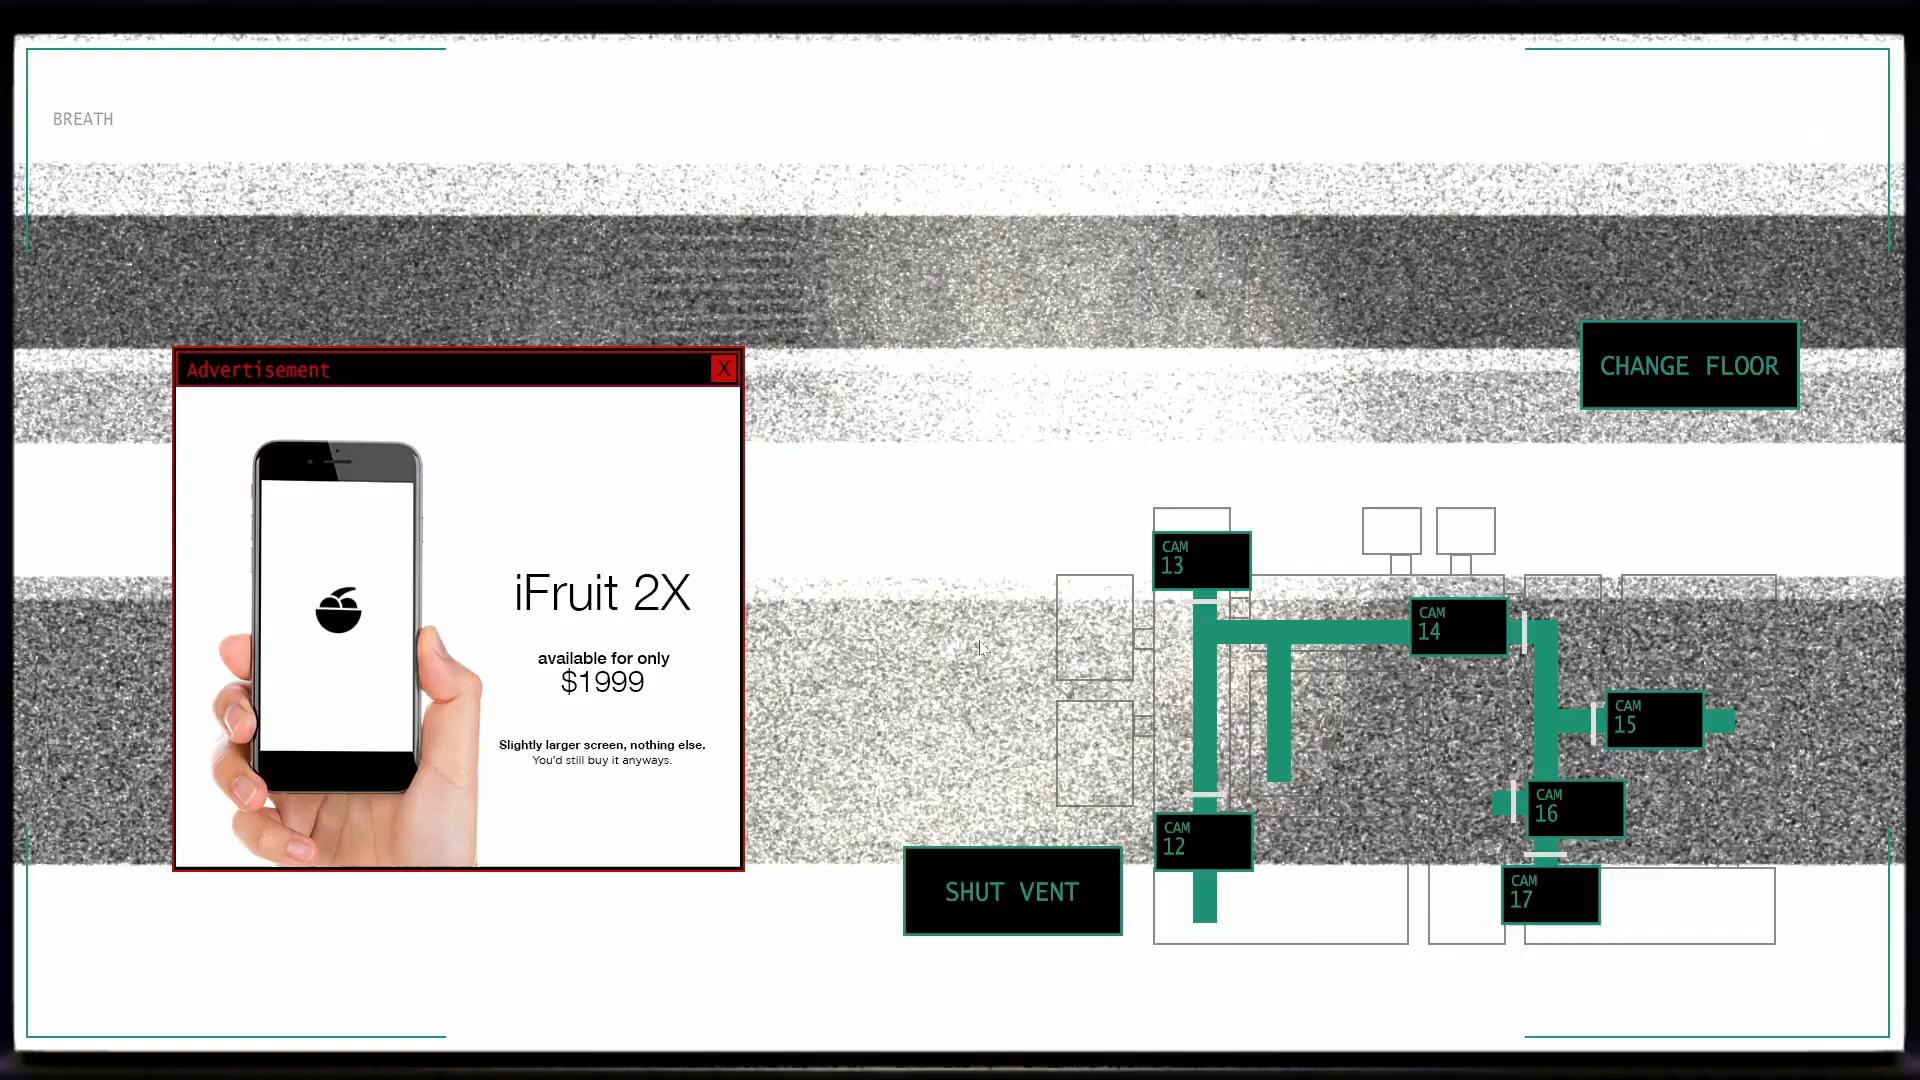 BREATH
CHANGE FLOOR
Advertisement
X
iFruit 2X
available for only
$1999
Slightly larger screen, nothing else.
You'd still buy it anyways.
CAM
13
CAM
14
CAM
15
CAM
16
CAM
12
CAM
17
SHUT VENT